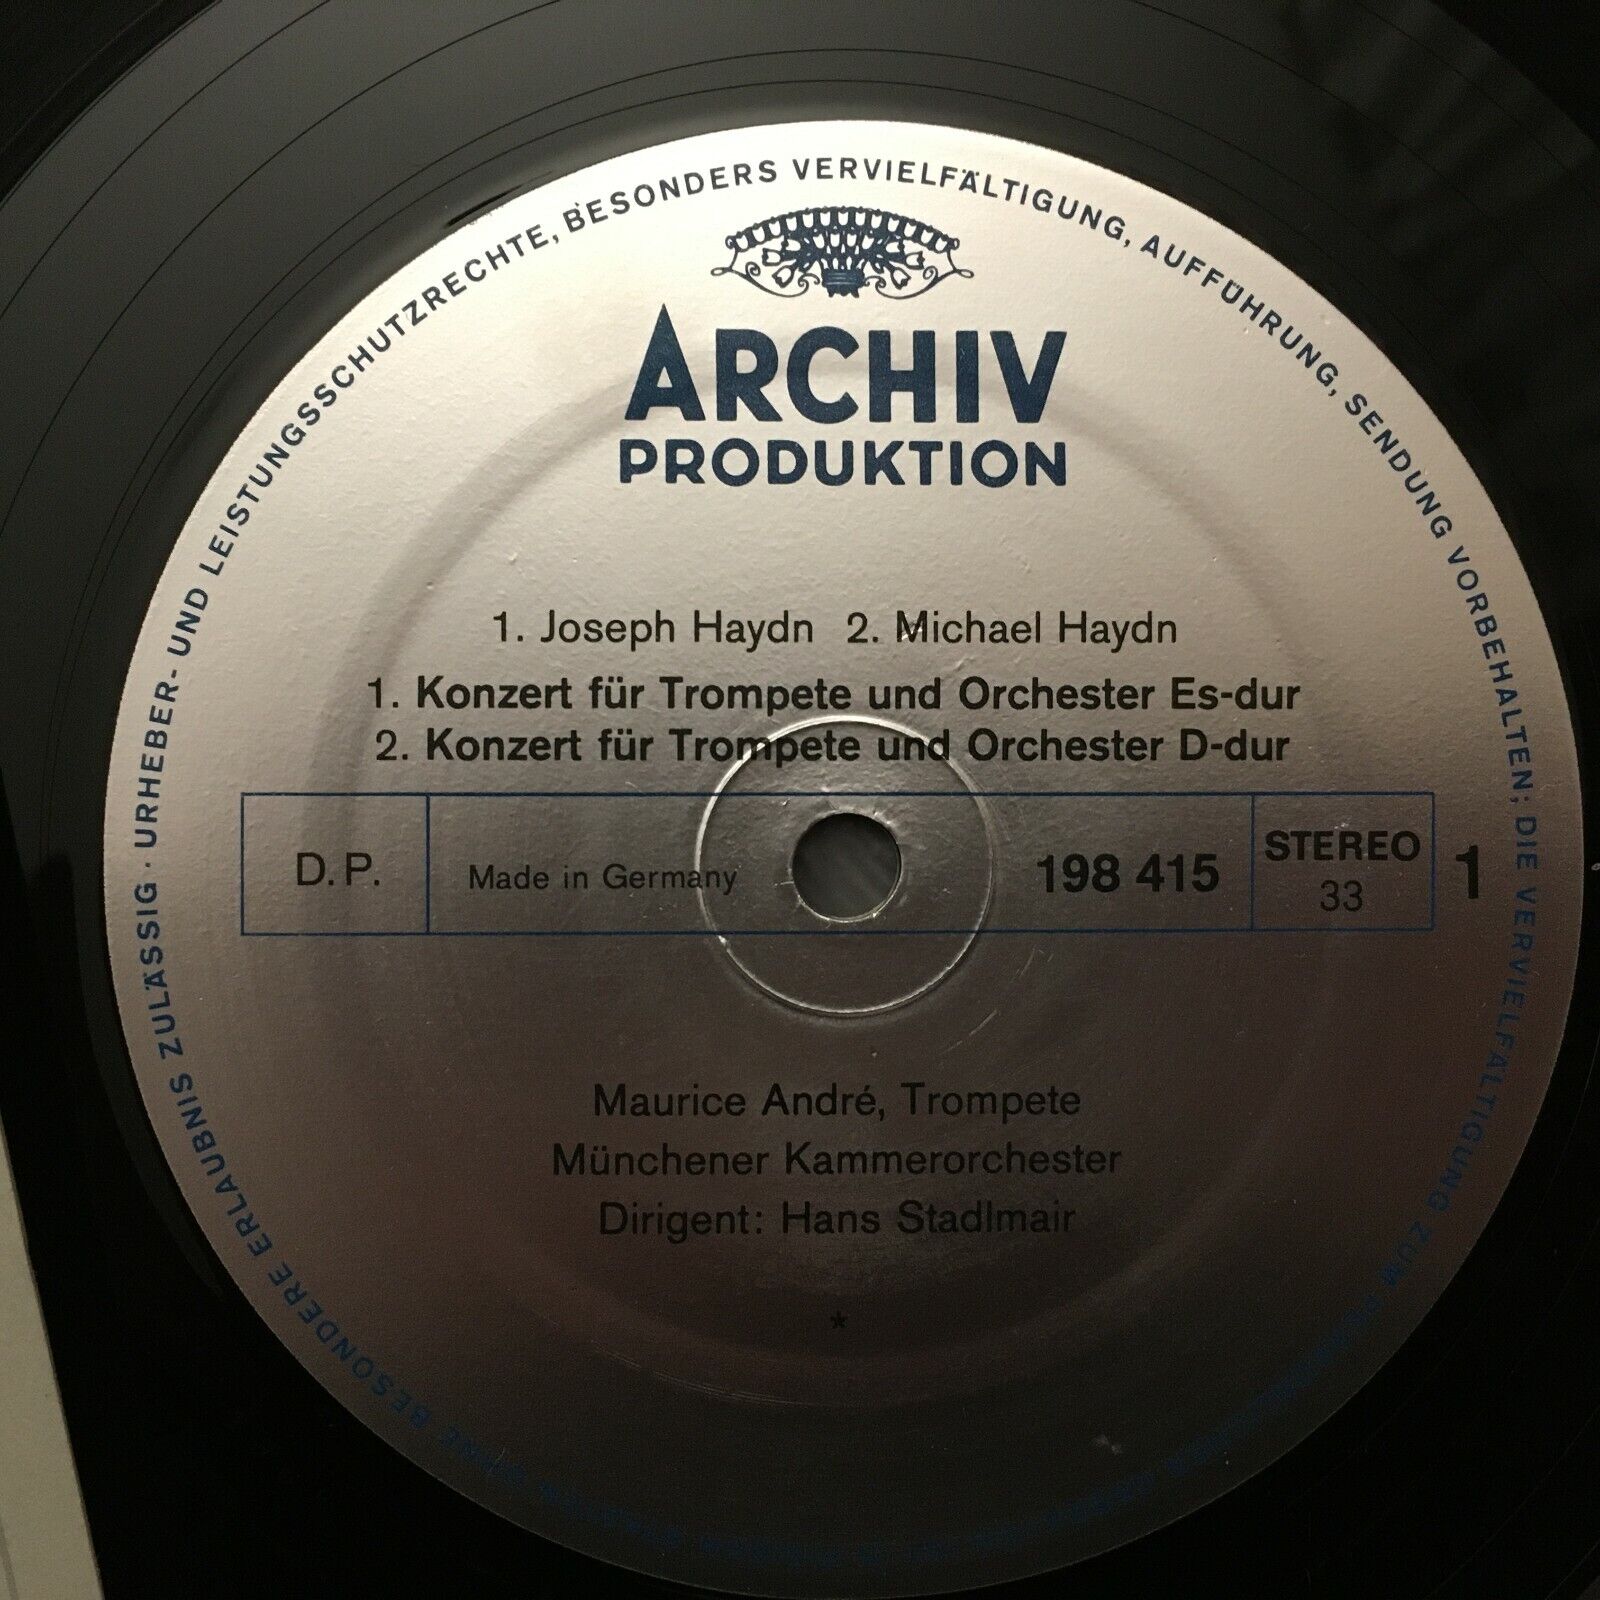 URHEBER- UND LEISTUNGSSCHUTZRECHTE, BESONDERS VERVIELFÄLTIGUNG, AUFFÜHRUNG, SENDUNG VORBEHALTEN; DIE VERVIELFÄLTIGUNG ZUM OHNE BESONDERE ERLAUBNIS ZULÄSSIG ·
ARCHIV
PRODUKTION
1. Joseph Haydn 2. Michael Haydn
1. Konzert für Trompete und Orchester Es-dur
2. Konzert für Trompete und Orchester D-dur
D.P. Made in Germany 198 415 STEREO 33 1
Maurice André, Trompete
Münchener Kammerorchester
Dirigent: Hans Stadlmair
*